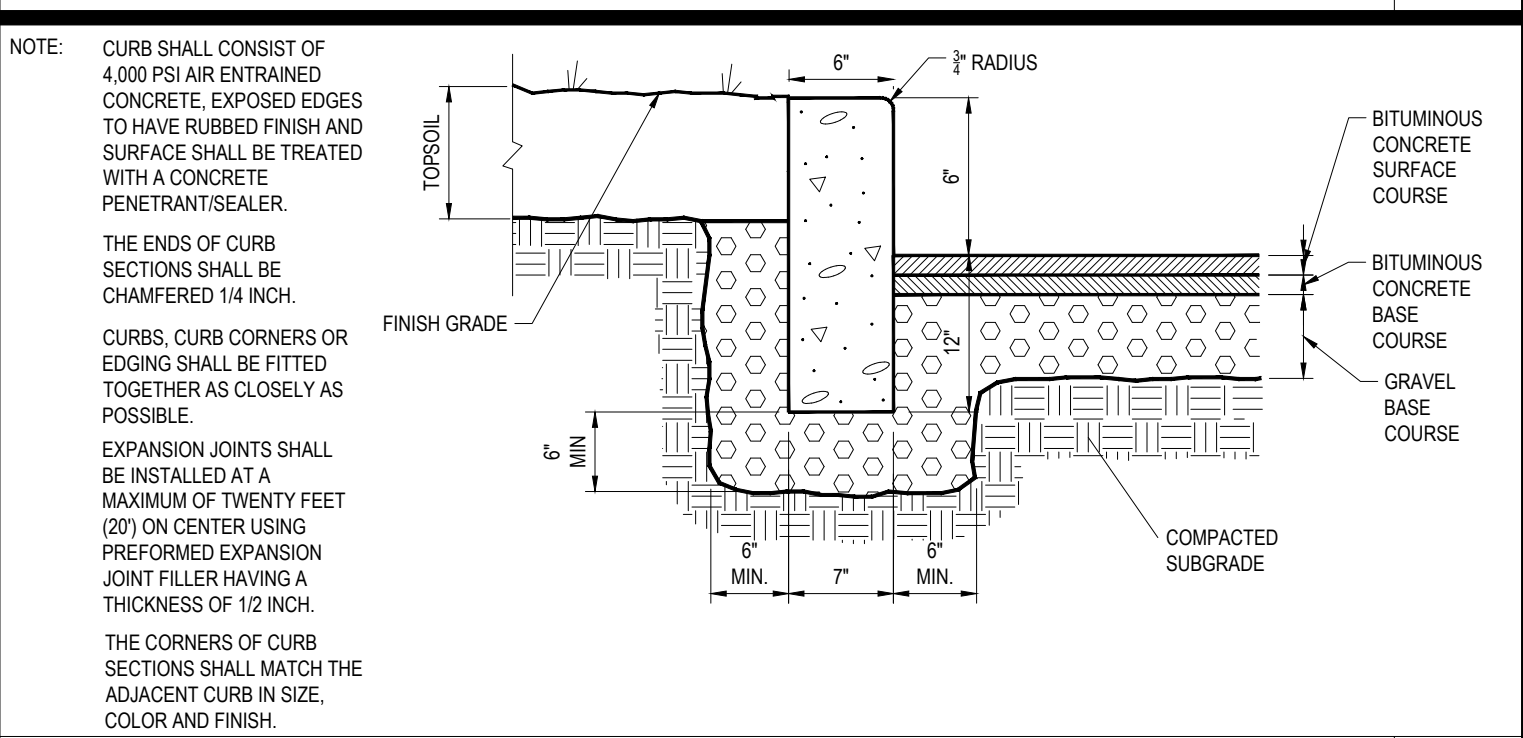 NOTE:
CURB SHALL CONSIST OF
4,000 PSI AIR ENTRAINED
CONCRETE, EXPOSED EDGES
TO HAVE RUBBED FINISH AND
SURFACE SHALL BE TREATED
WITH A CONCRETE
PENETRANT/SEALER.
THE ENDS OF CURB
SECTIONS SHALL BE
CHAMFERED 1/4 INCH.
CURBS, CURB CORNERS OR
EDGING SHALL BE FITTED
TOGETHER AS CLOSELY AS
POSSIBLE.
EXPANSION JOINTS SHALL
BE INSTALLED AT A
MAXIMUM OF TWENTY FEET
(20') ON CENTER USING
PREFORMED EXPANSION
JOINT FILLER HAVING A
THICKNESS OF 1/2 INCH.
THE CORNERS OF CURB
SECTIONS SHALL MATCH THE
ADJACENT CURB IN SIZE,
COLOR AND FINISH.
TOPSOIL
FINISH GRADE
6"
3/4" RADIUS
6"
12"
6"
MIN
6"
MIN.
7"
6"
MIN.
BITUMINOUS
CONCRETE
SURFACE
COURSE
BITUMINOUS
CONCRETE
BASE
COURSE
GRAVEL
BASE
COURSE
COMPACTED
SUBGRADE